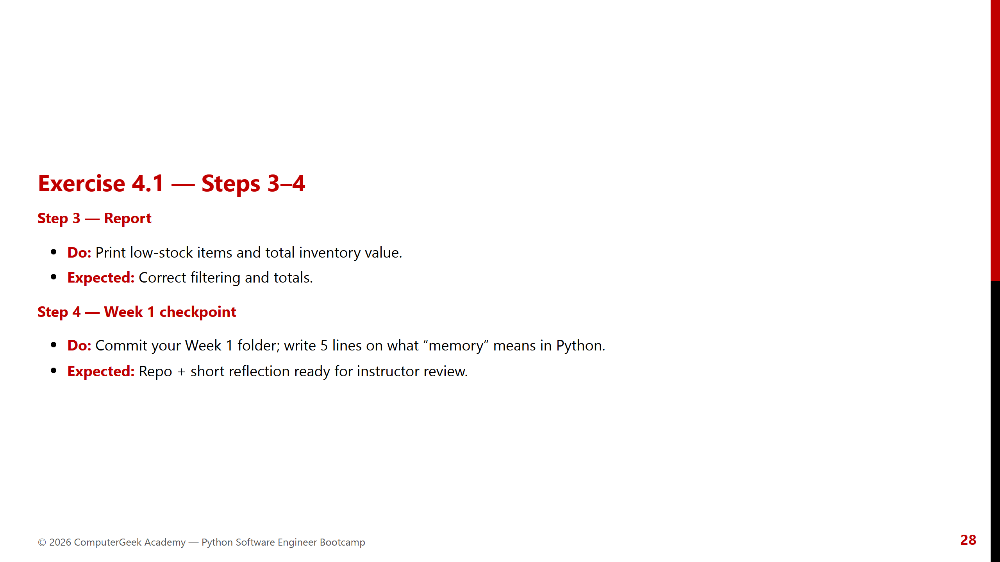 Exercise 4.1 — Steps 3–4
Step 3 — Report
• Do: Print low-stock items and total inventory value.
• Expected: Correct filtering and totals.
Step 4 — Week 1 checkpoint
• Do: Commit your Week 1 folder; write 5 lines on what “memory” means in Python.
• Expected: Repo + short reflection ready for instructor review.
© 2026 ComputerGeek Academy — Python Software Engineer Bootcamp
28